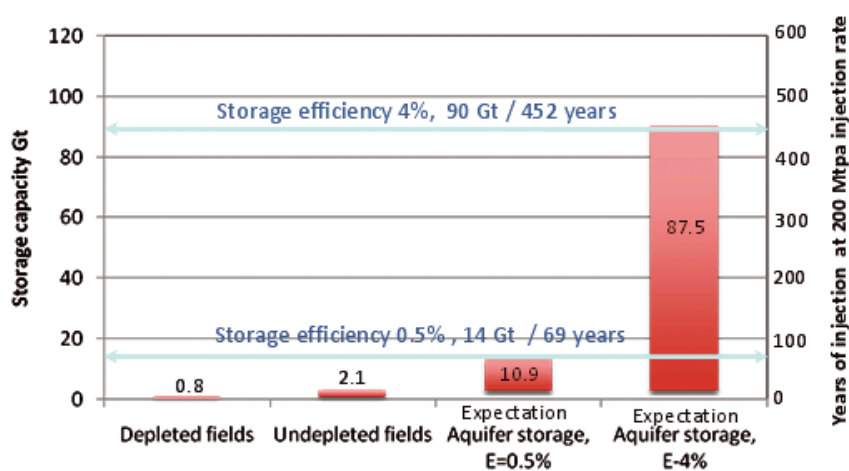 120
100
80
60
40
20
0
Storage capacity Gt
600
500
400
300
200
100
0
Years of injection at 200 Mtpa injection rate
Storage efficiency 4%, 90 Gt / 452 years
87.5
Storage efficiency 0.5% , 14 Gt / 69 years
0.8
2.1
10.9
Depleted fields
Undepleted fields
Expectation
Aquifer storage,
E=0.5%
Expectation
Aquifer storage,
E-4%